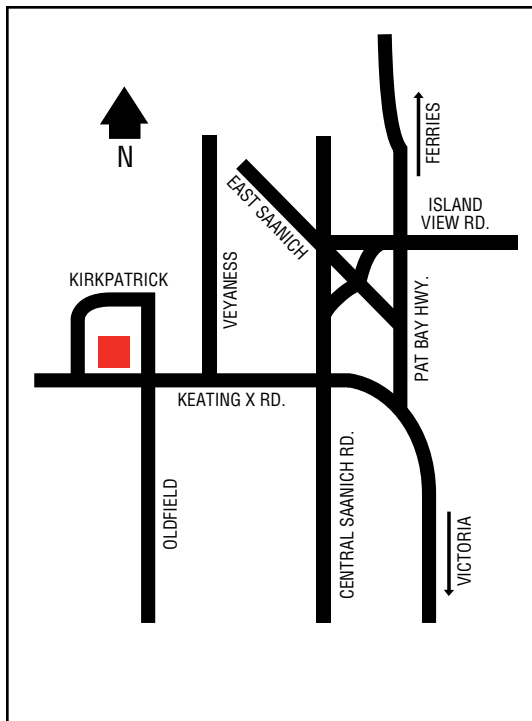 FERRIES
N
EAST SAANICH
ISLAND
VIEW RD.
KIRKPATRICK
VEYANESS
PAT BAY HWY.
KEATING X RD.
OLDFIELD
CENTRAL SAANICH RD.
VICTORIA